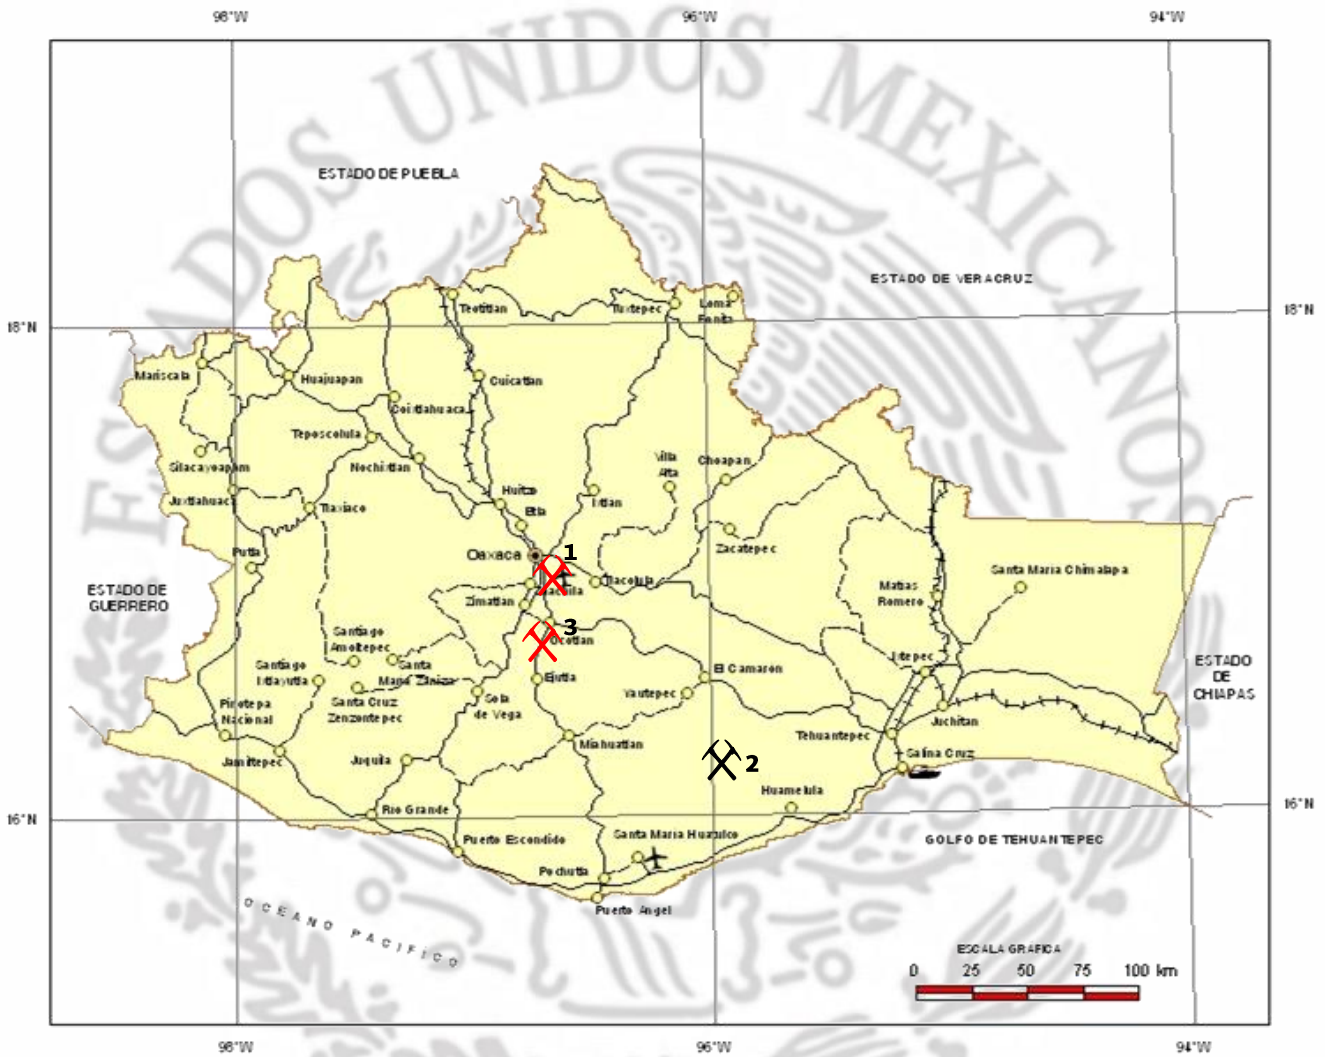 98°W 96°W 94°W
ESTADOS UNIDOS MEXICANOS
ESTADO DE PUEBLA
ESTADO DE VERACRUZ
18°N
18°N
Teotitlan
Tuxtepec
Loma
Bonita
Mariscala
Huajuapan
Cuicatlan
Coixtlahuaca
Teposcolula
Nochixtlan
Silacayoapam
Villa
Alta
Choapan
Juxtlahuaca
Huitzo
Ixtlan
Tlaxiaco
Etla
Zacatepec
Putla
Oaxaca
1
ESTADO DE
GUERRERO
Tlacolula
Matias
Romero
Santa Maria Chimalapa
Zimatlan
3
Ocotlan
Santiago
Amoltepec
Santiago
Ixtlayutla
Santa
Maria Zaniza
Ejutla
El Camaron
Ixtepec
ESTADO
DE
CHIAPAS
Yautepec
Santa Cruz
Zenzontepec
Sola
de Vega
Pinotepa
Nacional
Juchitan
Tehuantepec
Miahuatlan
Jamiltepec
Juquila
2
Salina Cruz
Huamelula
Rio Grande
16°N
16°N
Santa Maria Huatulco
Puerto Escondido
GOLFO DE TEHUANTEPEC
Pochutla
Puerto Angel
OCEANO PACIFICO
ESCALA GRAFICA
0 25 50 75 100 km
98°W 96°W 94°W